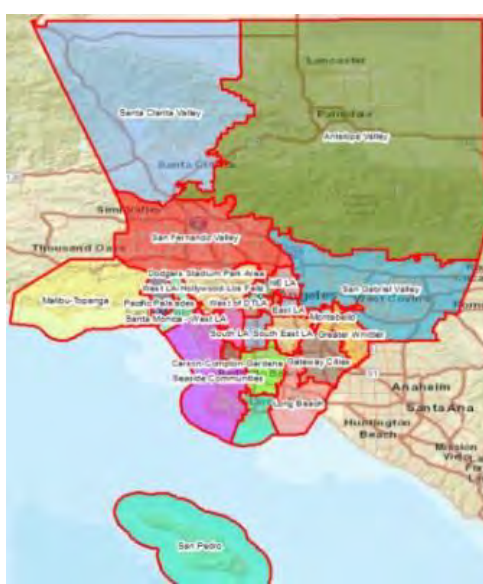 Lancaster
Santa Clarita Valley
Palmdale
Antelope Valley
Santa Clarita
Simi Valley
San Fernando Valley
Thousand Oaks
Dodgers Stadium Park Area
San Gabriel Valley
West LA Hollywood Los Feliz
NE LA
West Covina
Malibu-Topanga
Pacific Palisades
West of DTLA
East LA
Montebello
Santa Monica - West LA
South LA
South East LA
Greater Whittier
Carson-Compton-Gardena
Gateway Cities
Seaside Communities
Anaheim
Long Beach
Santa Ana
Huntington
Beach
Mission
San Pedro